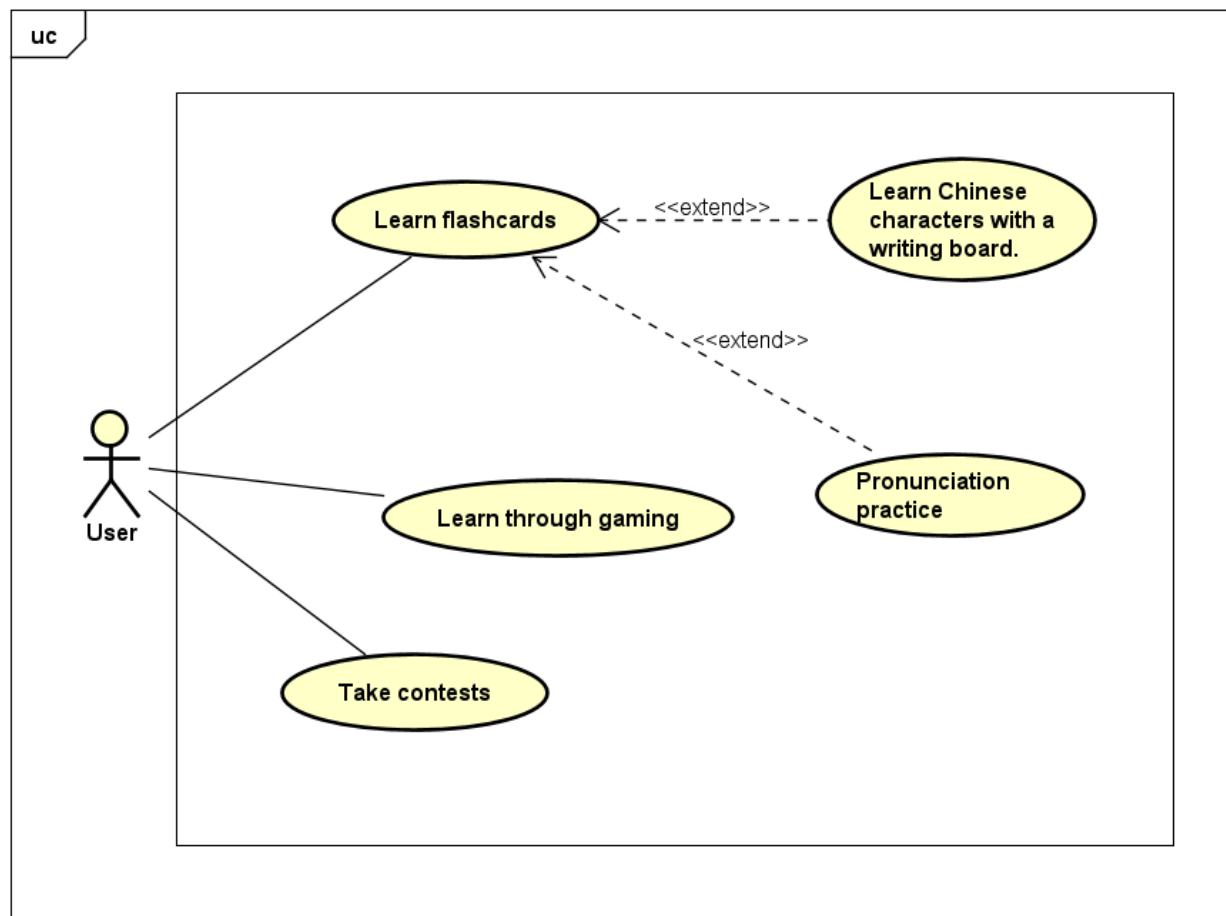 uc
Learn flashcards
<<extend>>
Learn Chinese
characters with a
writing board.
<<extend>>
Pronunciation
practice
User
Learn through gaming
Take contests